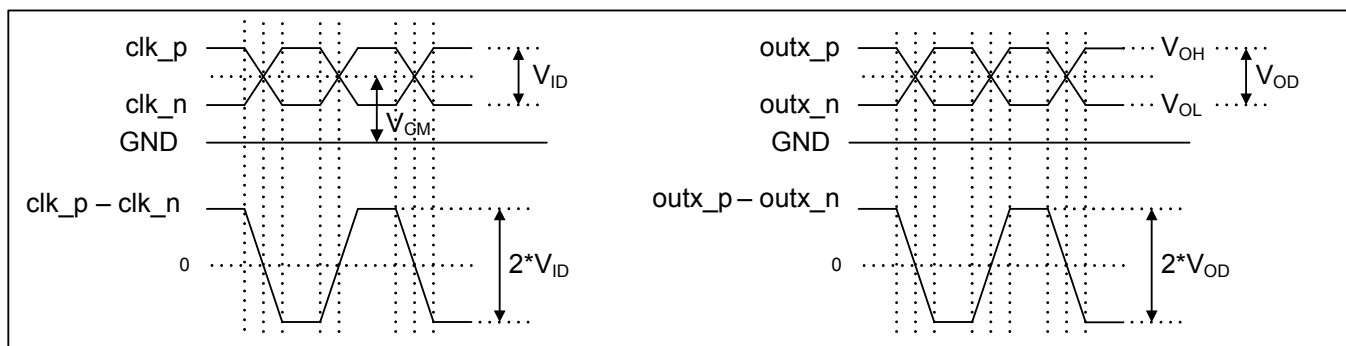 clk_p
V_ID
clk_n
V_CM
GND
clk_p – clk_n
0
2*V_ID
outx_p
V_OH
V_OD
outx_n
V_OL
GND
outx_p – outx_n
0
2*V_OD